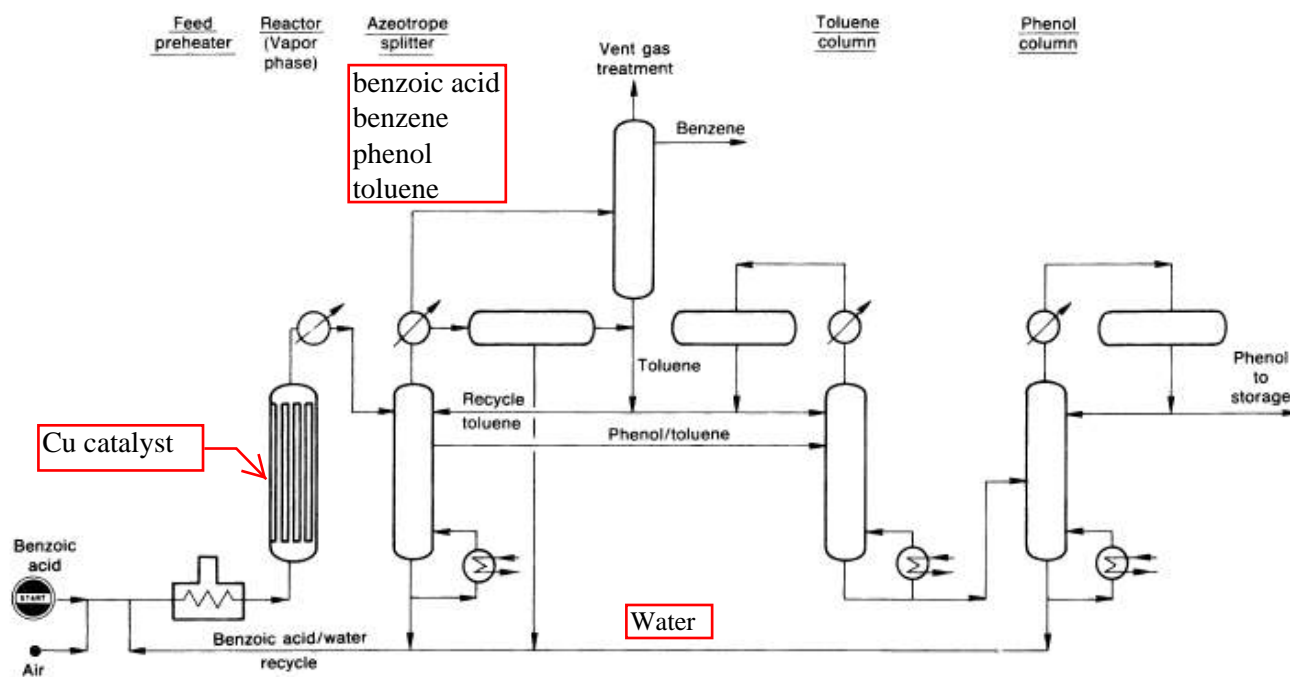 Feed
preheater
Reactor
(Vapor
phase)
Azeotrope
splitter
Toluene
column
Phenol
column
benzoic acid
benzene
phenol
toluene
Vent gas
treatment
Benzene
Toluene
Recycle
toluene
Phenol/toluene
Phenol
to
storage
Cu catalyst
Benzoic
acid
START
Air
Benzoic acid/water
recycle
Water